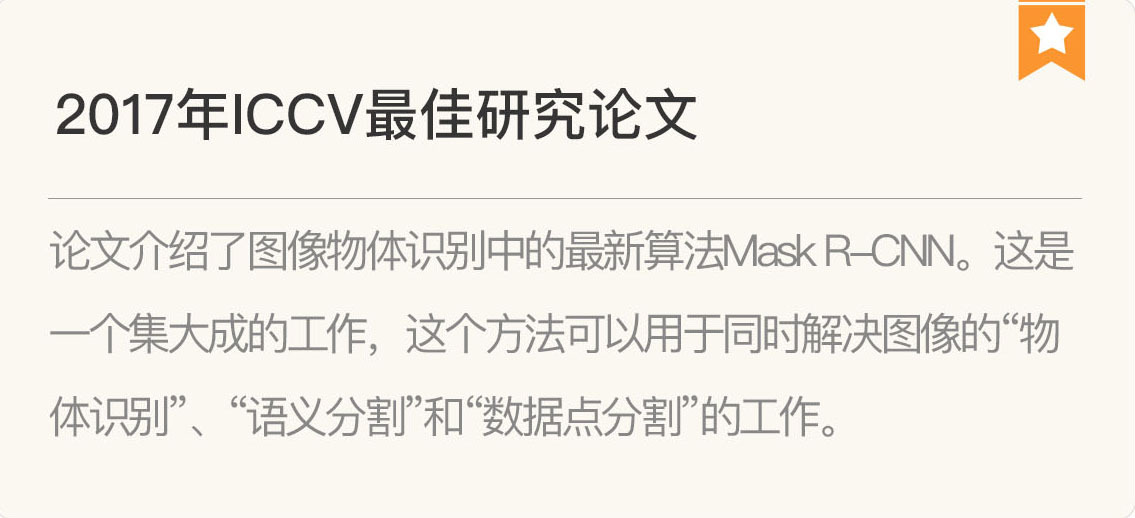 2017年ICCV最佳研究论文
论文介绍了图像物体识别中的最新算法Mask R-CNN。这是
一个集大成的工作，这个方法可以用于同时解决图像的“物
体识别”、“语义分割”和“数据点分割”的工作。